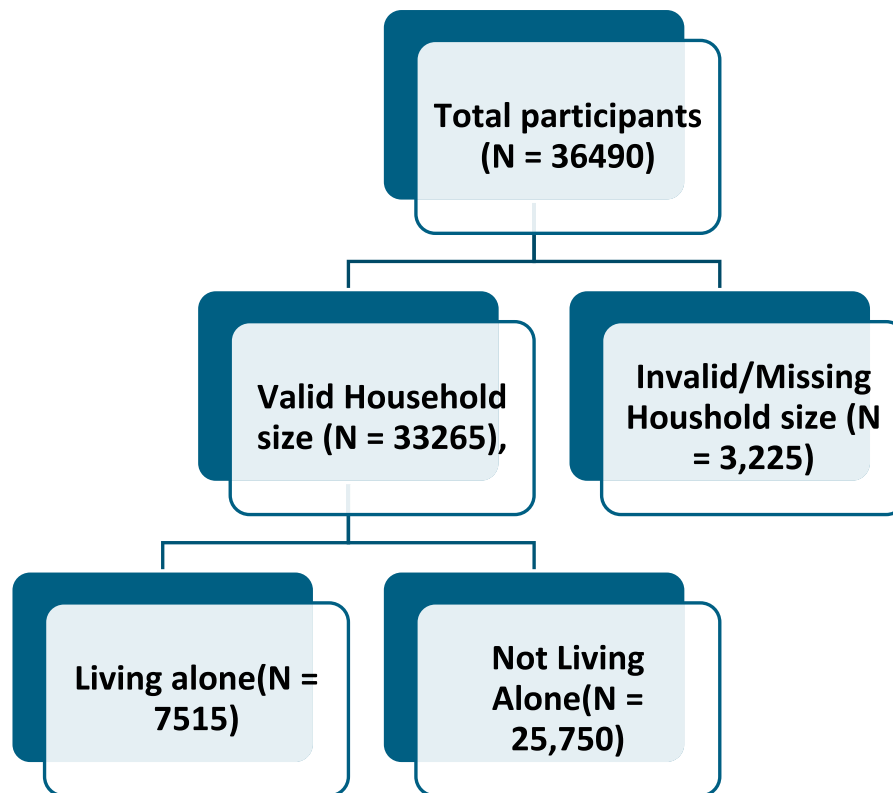 Total participants
(N = 36490)
Valid Household
size (N = 33265),
Invalid/Missing
Houshold size (N
= 3,225)
Living alone(N =
7515)
Not Living
Alone(N =
25,750)